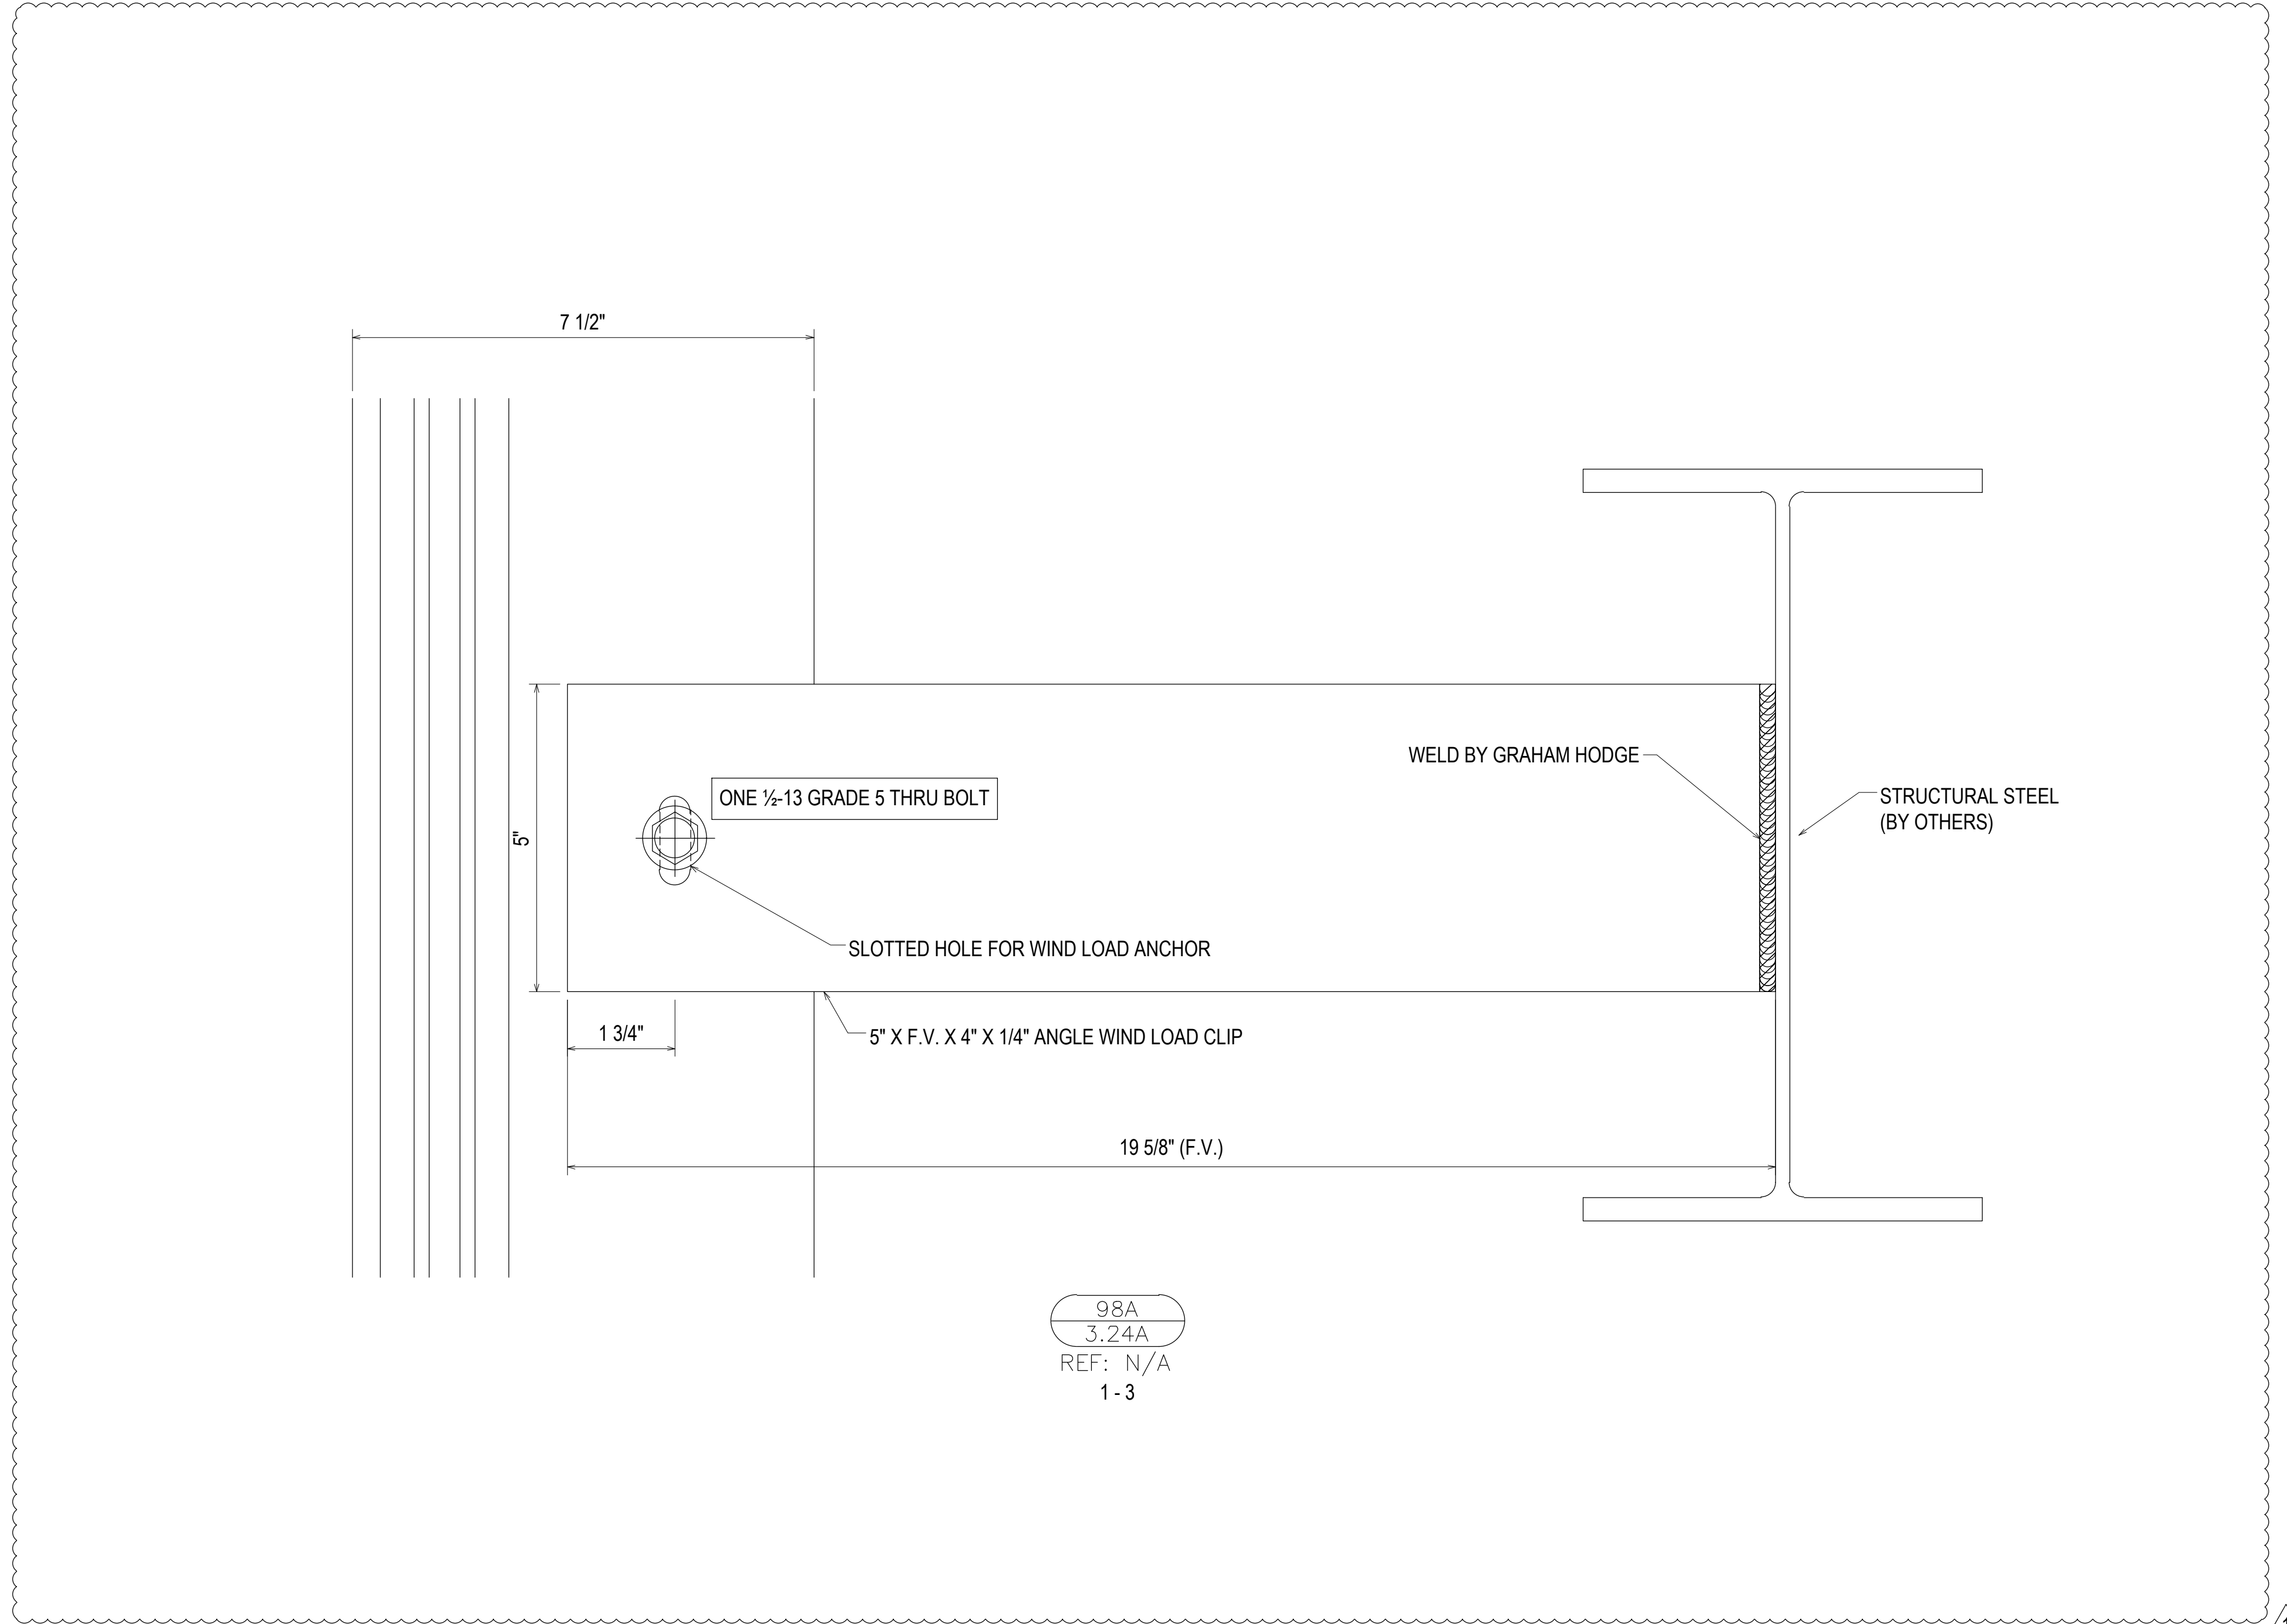 7 1/2"
WELD BY GRAHAM HODGE
ONE ½-13 GRADE 5 THRU BOLT
STRUCTURAL STEEL
(BY OTHERS)
5"
SLOTTED HOLE FOR WIND LOAD ANCHOR
1 3/4"
5" X F.V. X 4" X 1/4" ANGLE WIND LOAD CLIP
19 5/8" (F.V.)
98A
3.24A
REF: N/A
1 - 3